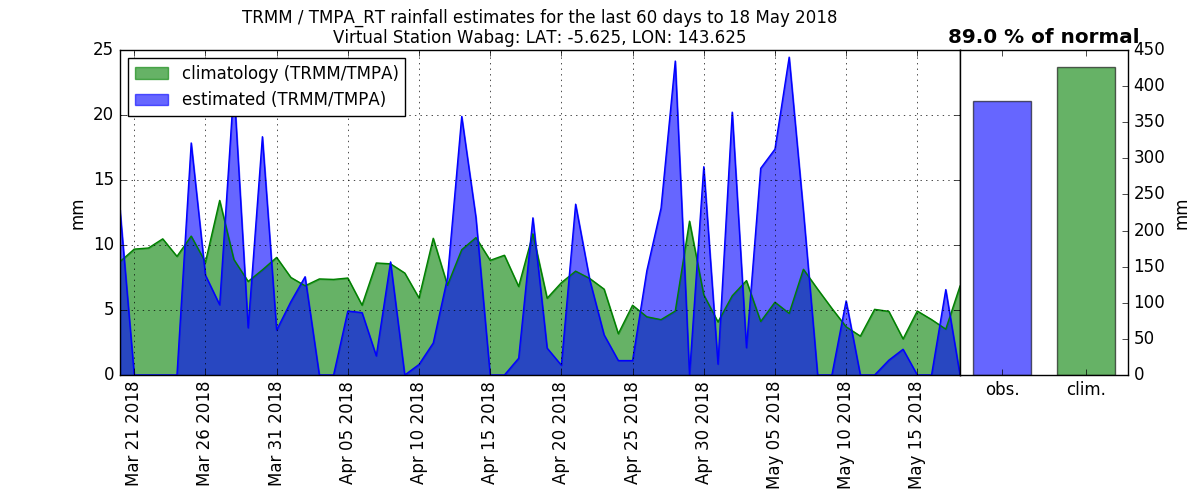 TRMM / TMPA_RT rainfall estimates for the last 60 days to 18 May 2018
Virtual Station Wabag: LAT: -5.625, LON: 143.625
89.0 % of normal
climatology (TRMM/TMPA)
estimated (TRMM/TMPA)
25
20
15
10
5
0
mm
Mar 21 2018
Mar 26 2018
Mar 31 2018
Apr 05 2018
Apr 10 2018
Apr 15 2018
Apr 20 2018
Apr 25 2018
Apr 30 2018
May 05 2018
May 10 2018
May 15 2018
450
400
350
300
250
200
150
100
50
0
mm
obs.
clim.